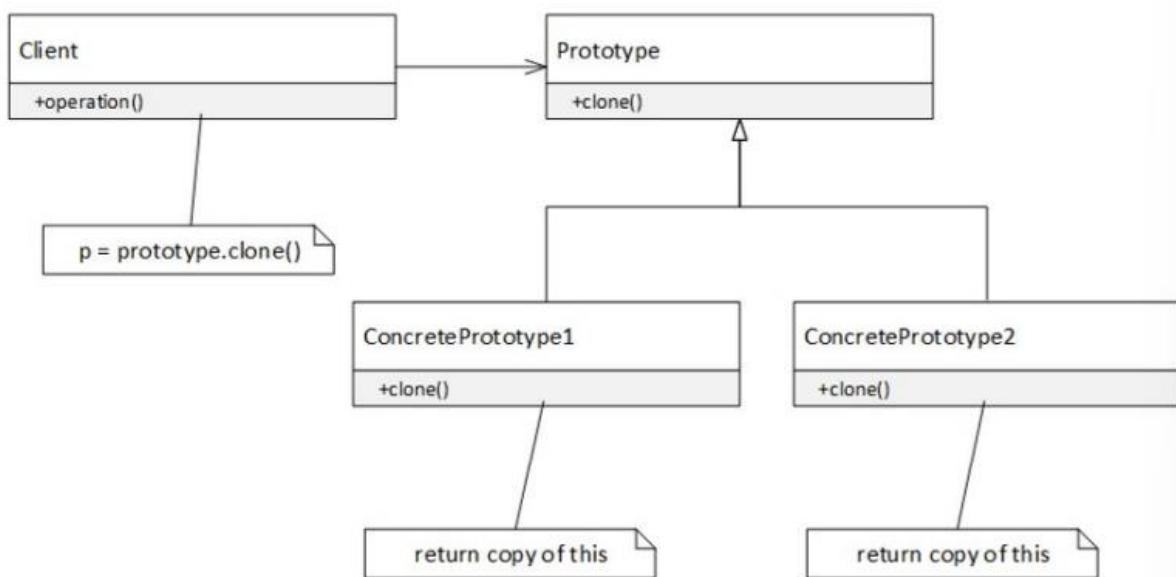 Client
Prototype
+operation()
+clone()
p = prototype.clone()
ConcretePrototype1
ConcretePrototype2
+clone()
+clone()
return copy of this
return copy of this